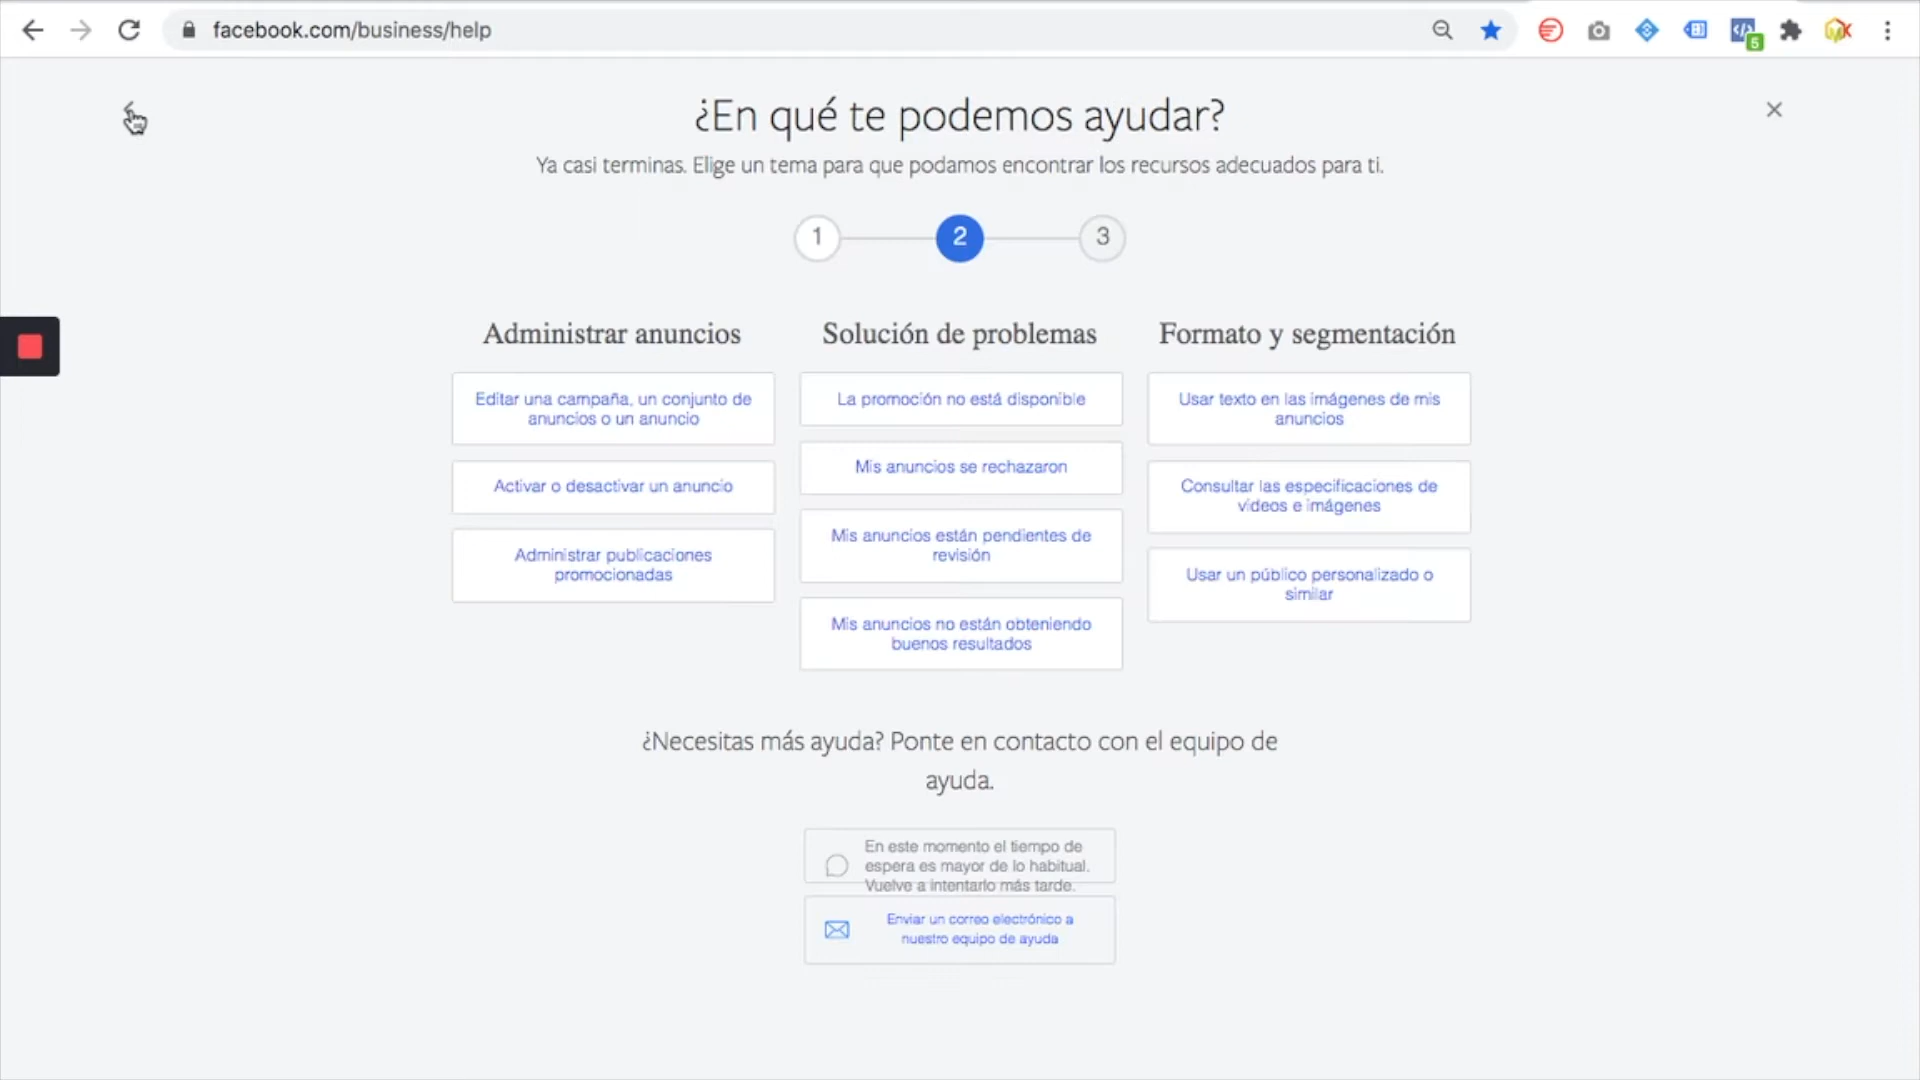 facebook.com/business/help
5
¿En qué te podemos ayudar?
Ya casi terminas. Elige un tema para que podamos encontrar los recursos adecuados para ti.
1
2
3
Administrar anuncios
Editar una campaña, un conjunto de
anuncios o un anuncio
Activar o desactivar un anuncio
Administrar publicaciones
promocionadas
Solución de problemas
La promoción no está disponible
Mis anuncios se rechazaron
Mis anuncios están pendientes de
revisión
Mis anuncios no están obteniendo
buenos resultados
Formato y segmentación
Usar texto en las imágenes de mis
anuncios
Consultar las especificaciones de
videos e imágenes
Usar un público personalizado o
similar
¿Necesitas más ayuda? Ponte en contacto con el equipo de
ayuda.
En este momento el tiempo de
espera es mayor de lo habitual.
Vuelve a intentarlo más tarde.
Enviar un correo electrónico a
nuestro equipo de ayuda